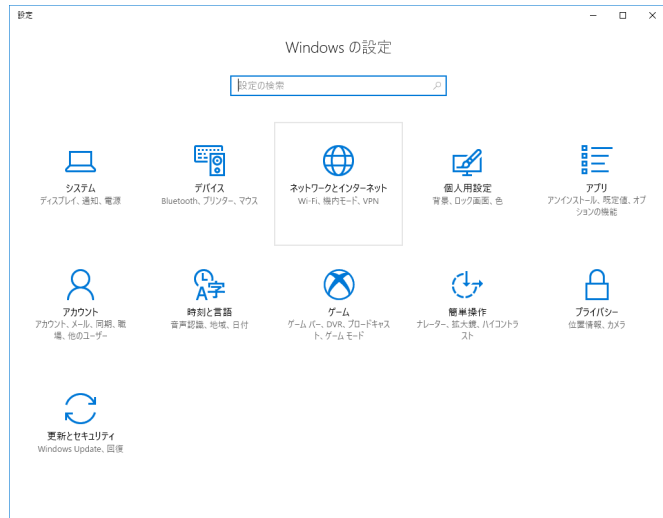 設定
Windows の設定
設定の検索
システム
ディスプレイ、通知、電源
デバイス
Bluetooth、プリンター、マウス
ネットワークとインターネット
Wi-Fi、機内モード、VPN
個人用設定
背景、ロック画面、色
アプリ
アンインストール、既定値、オプ
ションの機能
アカウント
アカウント、メール、同期、職
場、他のユーザー
時刻と言語
音声認識、地域、日付
ゲーム
ゲーム バー、DVR、ブロードキャス
ト、ゲーム モード
簡単操作
ナレーター、拡大鏡、ハイコントラ
スト
プライバシー
位置情報、カメラ
更新とセキュリティ
Windows Update、回復